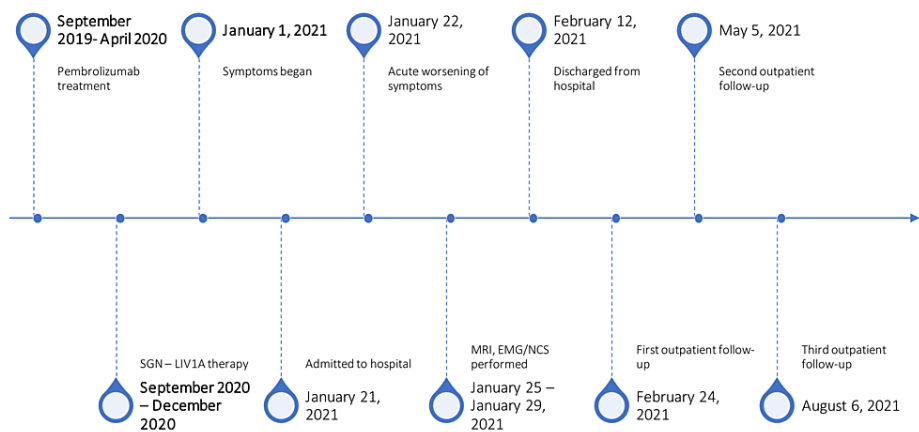 September
2019- April 2020
Pembrolizumab
treatment
January 1, 2021
Symptoms began
January 22,
2021
Acute worsening of
symptoms
February 12,
2021
Discharged from
hospital
May 5, 2021
Second outpatient
follow-up
SGN – LIV1A therapy
September 2020
– December
2020
Admitted to hospital
January 21,
2021
MRI, EMG/NCS
performed
January 25 –
January 29,
2021
First outpatient follow-
up
February 24,
2021
Third outpatient
follow-up
August 6, 2021